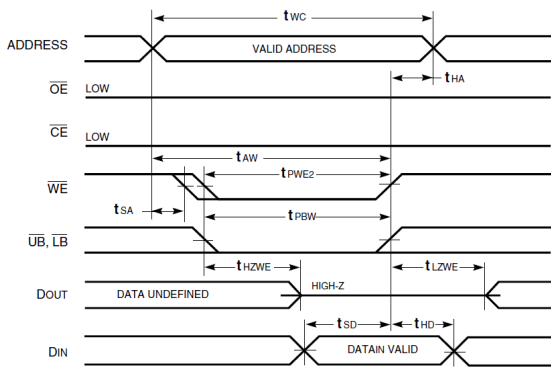 tWC
ADDRESS
VALID ADDRESS
tHA
OE LOW
CE LOW
tAW
WE
tPWE2
tSA
tPBW
UB, LB
tHZWE
tLZWE
HIGH-Z
DOUT
DATA UNDEFINED
tSD
tHD
DIN
DATAIN VALID